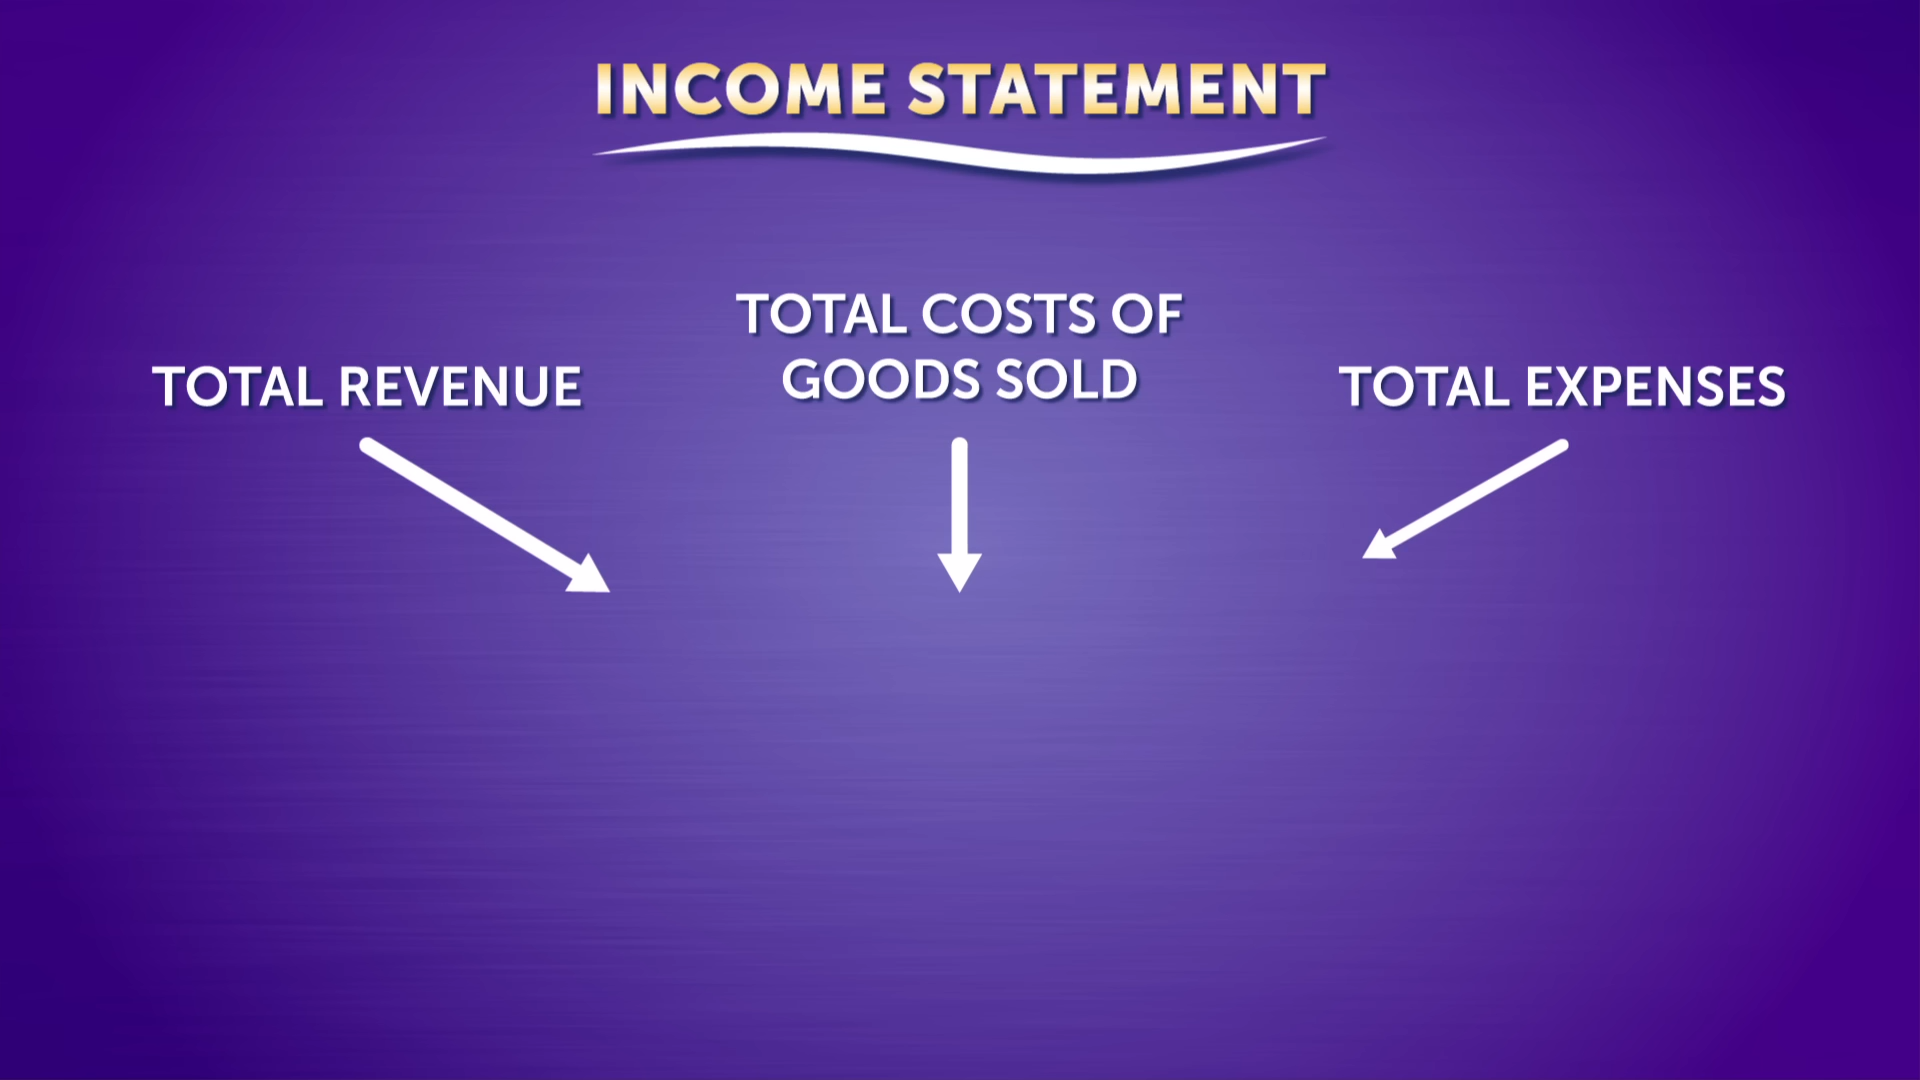 INCOME STATEMENT
TOTAL REVENUE
TOTAL COSTS OF
GOODS SOLD
TOTAL EXPENSES